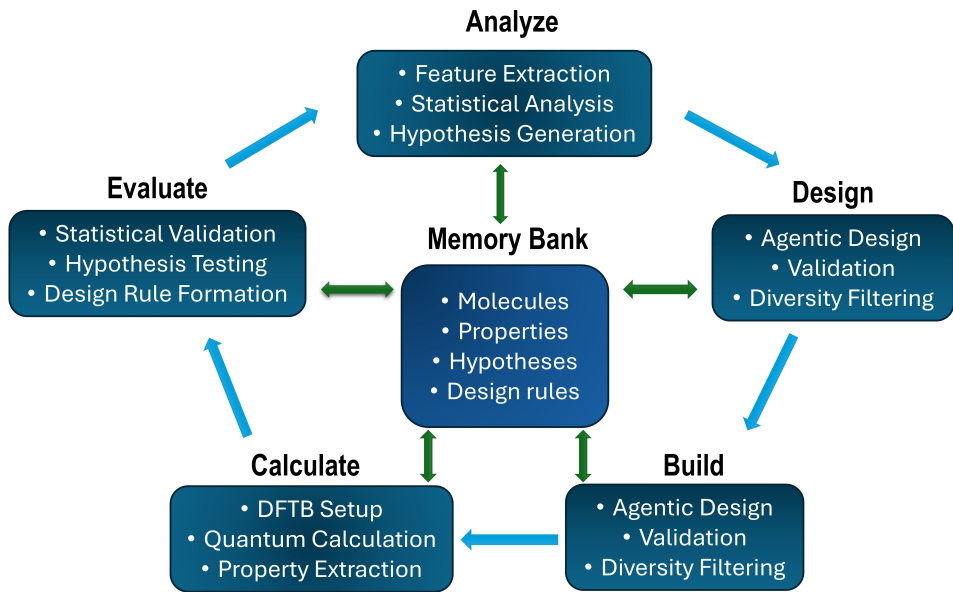 Analyze
• Feature Extraction
• Statistical Analysis
• Hypothesis Generation
Evaluate
• Statistical Validation
• Hypothesis Testing
• Design Rule Formation
Memory Bank
• Molecules
• Properties
• Hypotheses
• Design rules
Design
• Agentic Design
• Validation
• Diversity Filtering
Calculate
• DFTB Setup
• Quantum Calculation
• Property Extraction
Build
• Agentic Design
• Validation
• Diversity Filtering